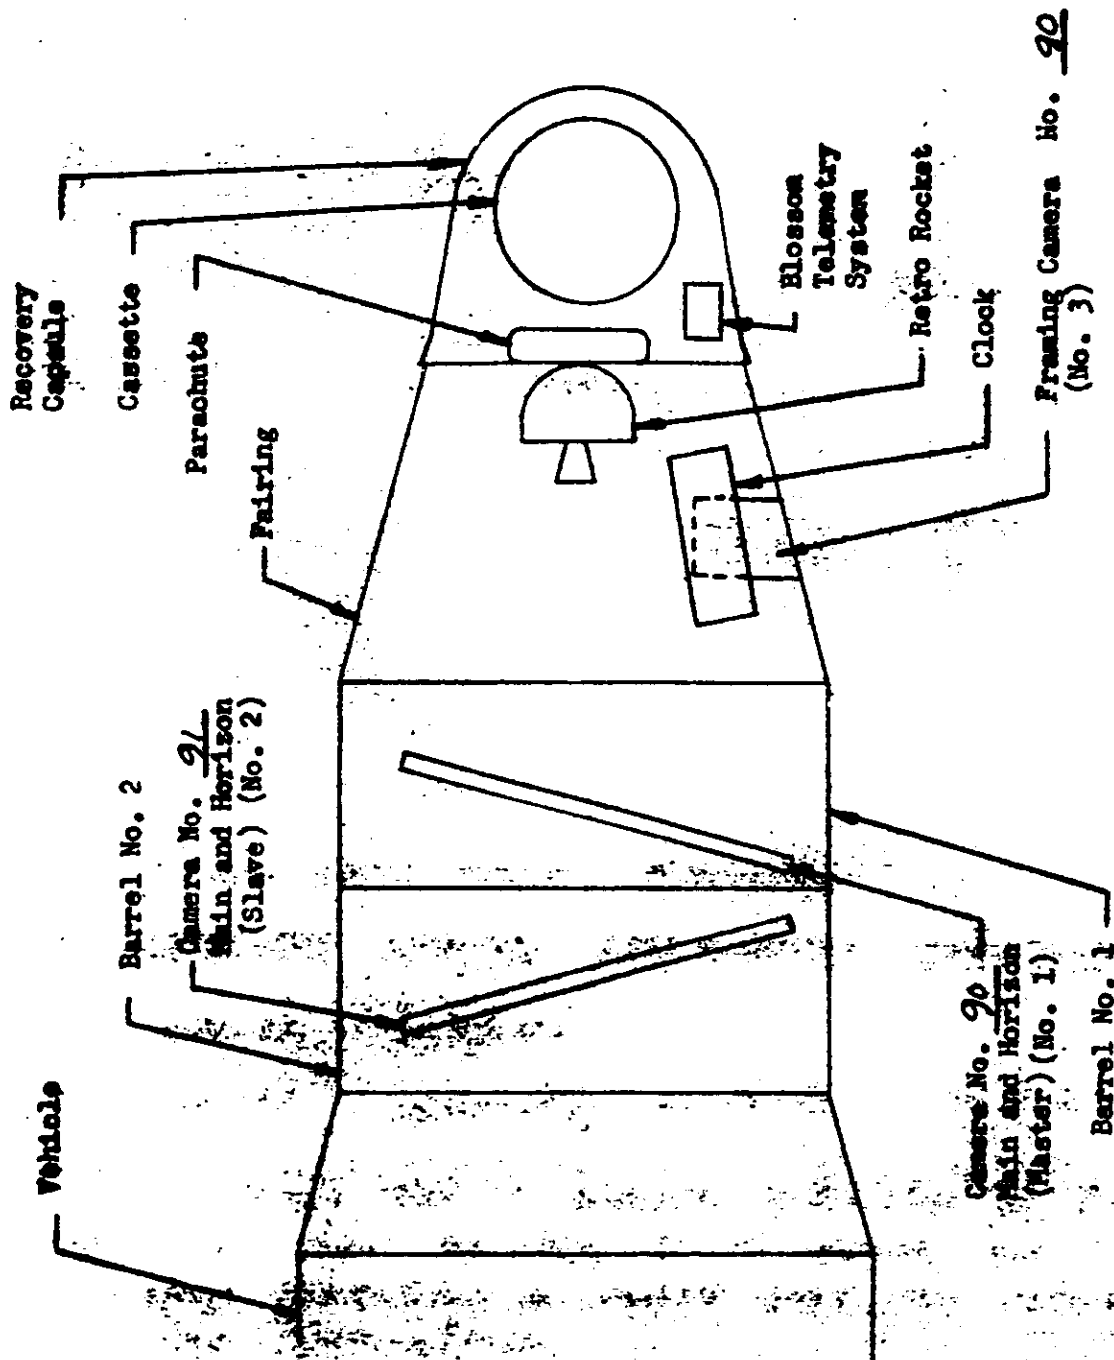 Recovery
Capsule
Cassette
Parachute
Fairing
Barrel No. 2
Camera No. 91
Main and Horizon
(Slave) (No. 2)
Vehicle
Blossom
Telemetry
System
Retro Rocket
Clock
Framing Camera No. 90
(No. 3)
Camera No. 90
Main and Horizon
(Master) (No. 1)
Barrel No. 1